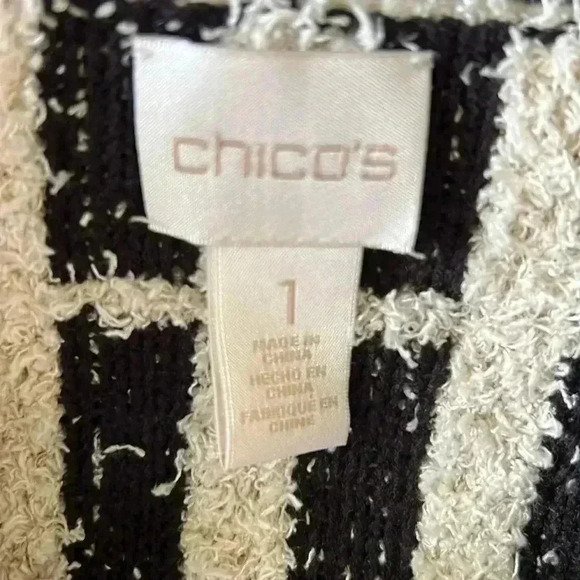 chico's
1
MADE IN
CHINA
HECHO EN
CHINA
FABRIQUE EN
CHINE